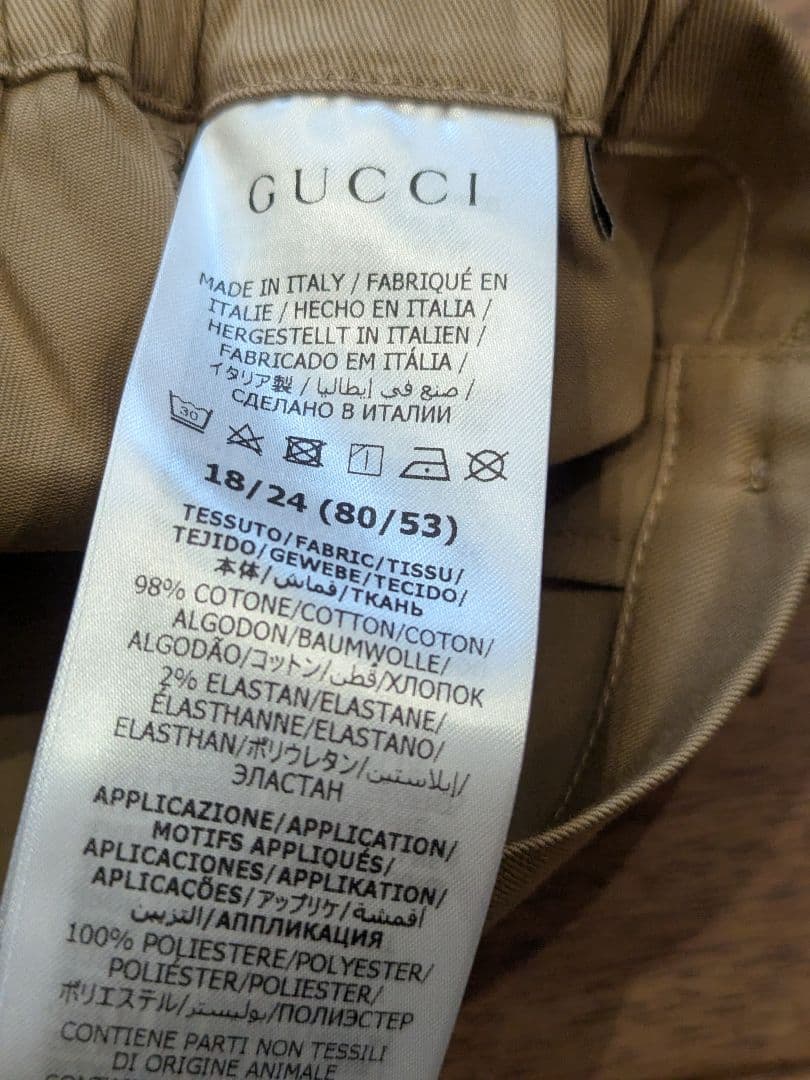 GUCCI
MADE IN ITALY / FABRIQUÉ EN
ITALIE / HECHO EN ITALIA /
HERGESTELLT IN ITALIEN /
FABRICADO EM ITÁLIA /
イタリア製 / صنع في إيطاليا /
СДЕЛАНО В ИТАЛИИ
30
18/24 (80/53)
TESSUTO/FABRIC/TISSU/
TEJIDO/GEWEBE/TECIDO/
本体/قماش/ТКАНЬ
98% COTONE/COTTON/COTON/
ALGODON/BAUMWOLLE/
ALGODÃO/コットン/قطن/ХЛОПОК
2% ELASTAN/ELASTANE/
ÉLASTHANNE/ELASTANO/
ELASTHAN/ポリウレタン/إيلاستين/
ЭЛАСТАН
APPLICAZIONE/APPLICATION/
MOTIFS APPLIQUÉS/
APLICACIONES/APPLIKATION/
APLICAÇÕES/アップリケ/أقمشة
التزيين/АППЛИКАЦИЯ
100% POLIESTERE/POLYESTER/
POLIÉSTER/POLIESTER/
ポリエステル/بوليستر/ПОЛИЭСТЕР
CONTIENE PARTI NON TESSILI
DI ORIGINE ANIMALE